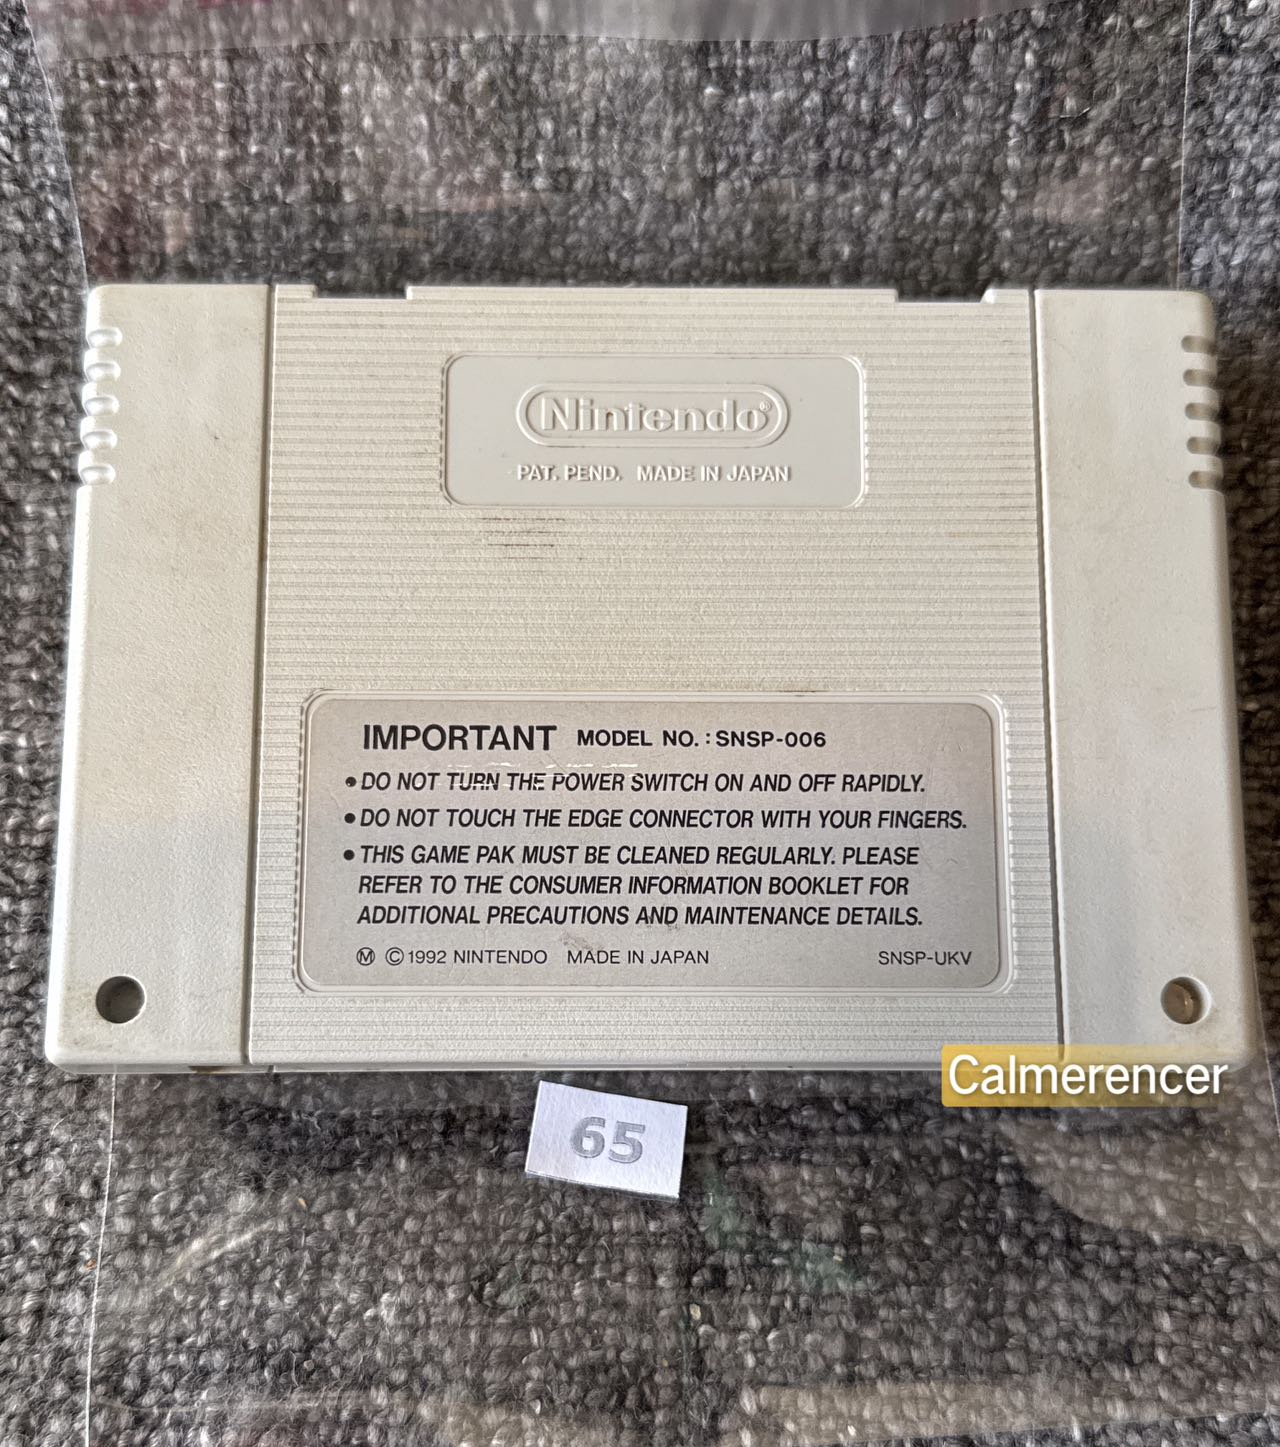 Nintendo®
PAT. PEND. MADE IN JAPAN
IMPORTANT MODEL NO.: SNSP-006
• DO NOT TURN THE POWER SWITCH ON AND OFF RAPIDLY.
• DO NOT TOUCH THE EDGE CONNECTOR WITH YOUR FINGERS.
• THIS GAME PAK MUST BE CLEANED REGULARLY. PLEASE
REFER TO THE CONSUMER INFORMATION BOOKLET FOR
ADDITIONAL PRECAUTIONS AND MAINTENANCE DETAILS.
Ⓜ ©1992 NINTENDO MADE IN JAPAN SNSP-UKV
Calmerencer
65